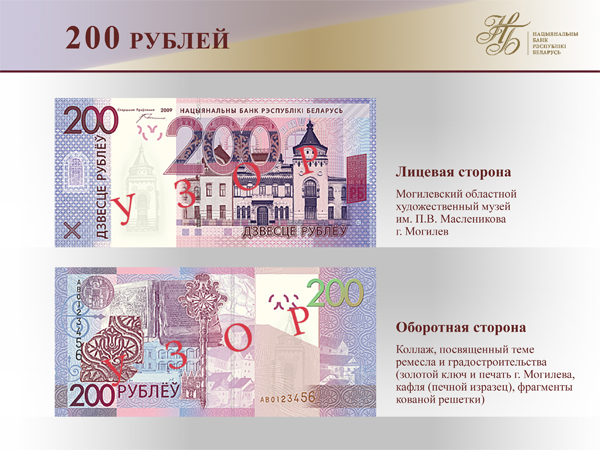 200 РУБЛЕЙ
НАЦЫЯНАЛЬНЫ
БАНК
РЭСПУБЛІКІ
БЕЛАРУСЬ
200
2009
НАЦЫЯНАЛЬНЫ БАНК РЭСПУБЛІКІ БЕЛАРУСЬ
200
ДЗВЕСЦЕ РУБЛЁЎ
УЗОР
РБ
ДЗВЕСЦЕ РУБЛЁЎ
Лицевая сторона
Могилевский областной
художественный музей
им. П.В. Масленикова
г. Могилев
200
АВ0123456
УЗОР
200 РУБЛЁЎ
АВ0123456
Оборотная сторона
Коллаж, посвященный теме
ремесла и градостроительства
(золотой ключ и печать г. Могилева,
кафля (печной изразец), фрагменты
кованой решетки)